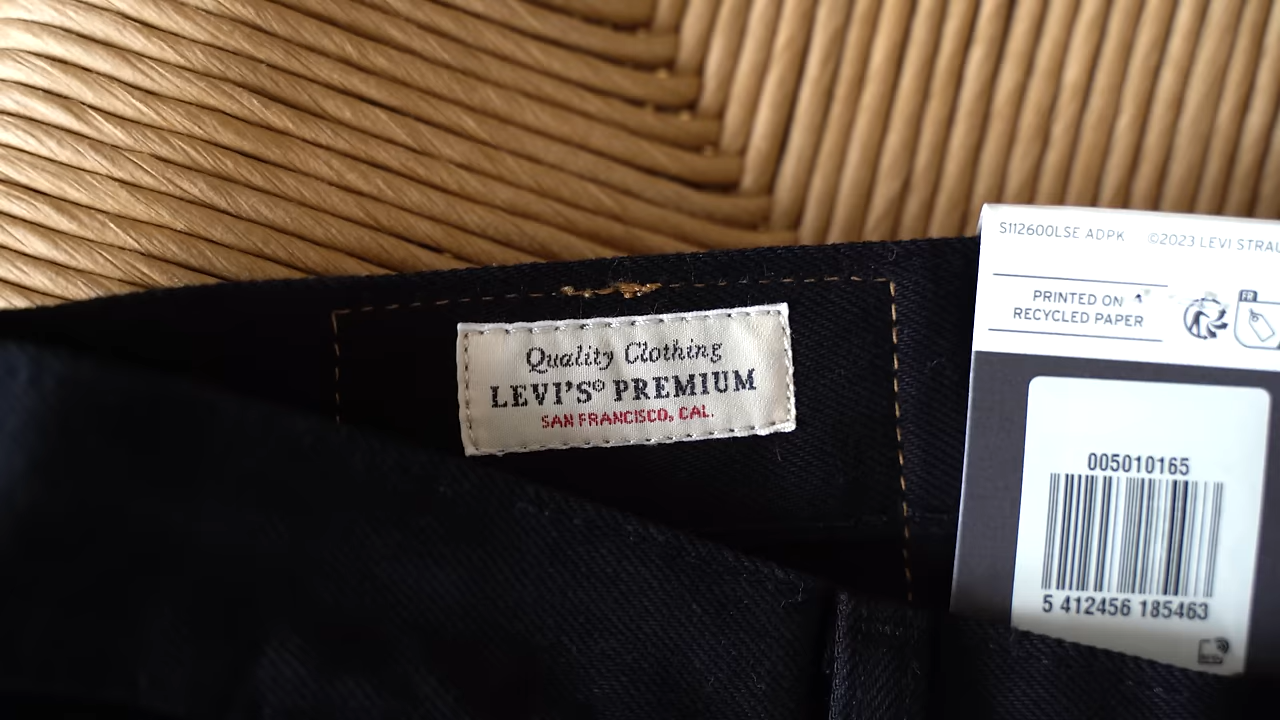 Quality Clothing
LEVI'S® PREMIUM
SAN FRANCISCO, CAL.
S112600LSE ADPK ©2023 LEVI
PRINTED ON
RECYCLED PAPER
FR
005010165
5 412456 185463